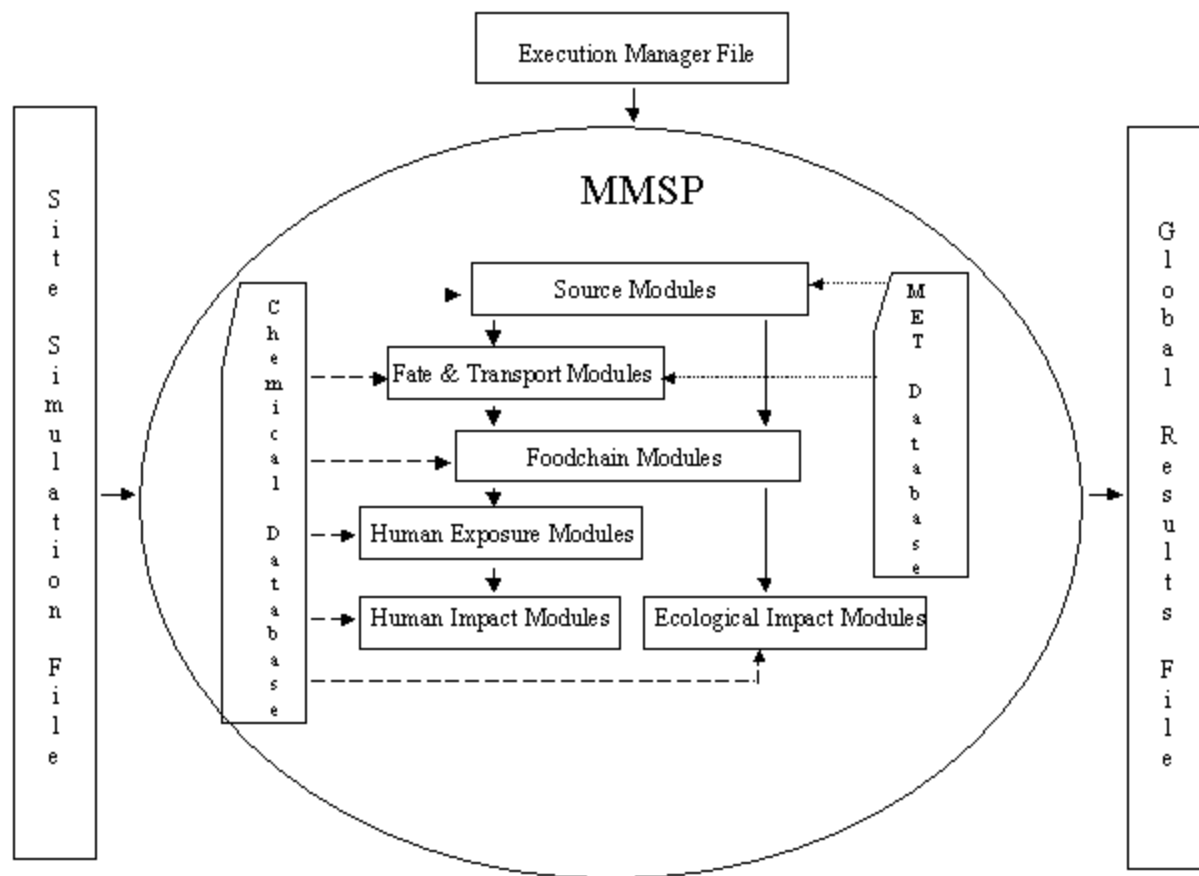 Execution Manager File
Site Simulation File
MMSP
Global Results File
Chemical Database
Source Modules
MET Database
Fate & Transport Modules
Foodchain Modules
Human Exposure Modules
Human Impact Modules
Ecological Impact Modules